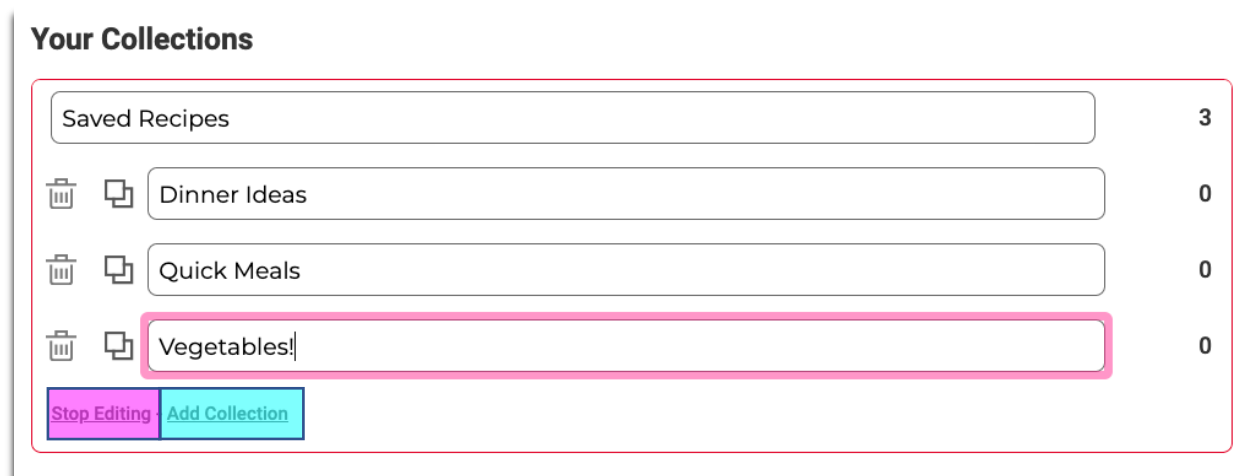 Your Collections
Saved Recipes 3
Dinner Ideas 0
Quick Meals 0
Vegetables! 0
Stop Editing - Add Collection